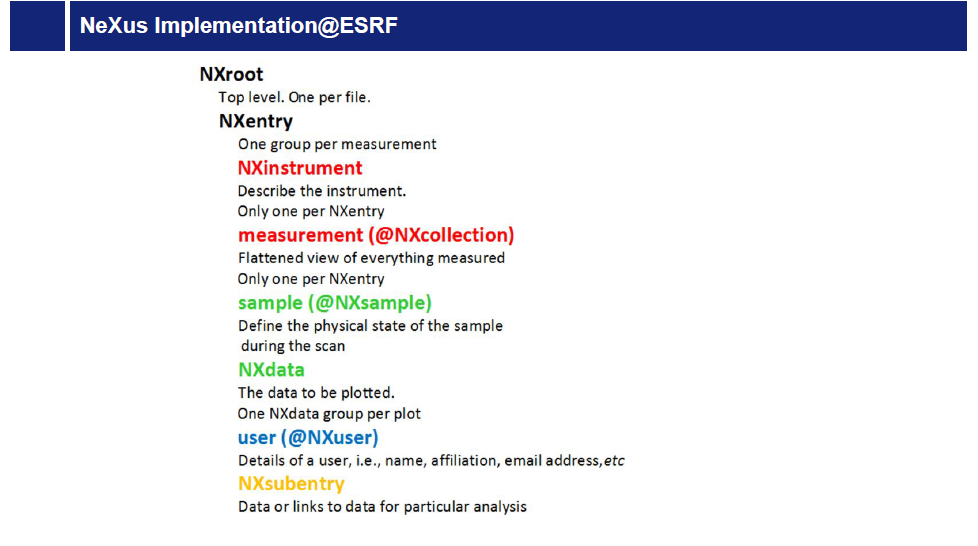 NeXus Implementation@ESRF
NXroot
Top level. One per file.
NXentry
One group per measurement
NXinstrument
Describe the instrument.
Only one per NXentry
measurement (@NXcollection)
Flattened view of everything measured
Only one per NXentry
sample (@NXsample)
Define the physical state of the sample
during the scan
NXdata
The data to be plotted.
One NXdata group per plot
user (@NXuser)
Details of a user, i.e., name, affiliation, email address,etc
NXsubentry
Data or links to data for particular analysis